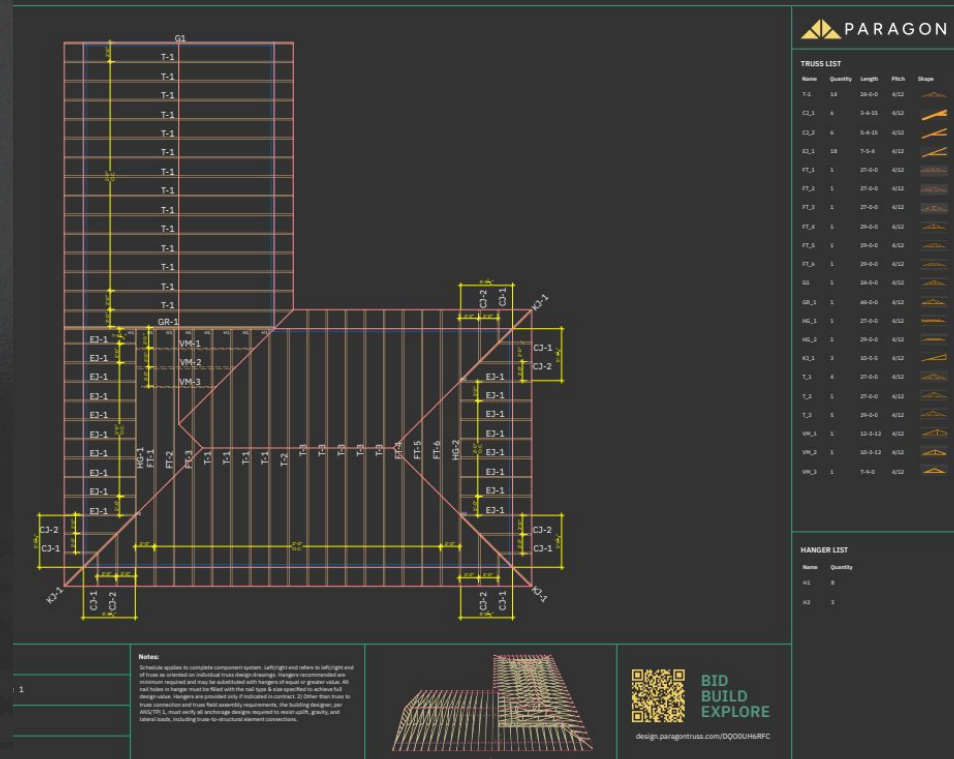 PARAGON
TRUSS LIST
Name Quantity Length Pitch Shape
T-1 14 24-0-0 4/12
CJ_1 6 3-4-15 4/12
CJ_2 6 5-4-15 4/12
EJ_1 18 7-5-4 4/12
FT_1 1 27-0-0 4/12
FT_2 1 27-0-0 4/12
FT_3 1 27-0-0 4/12
FT_4 1 29-0-0 4/12
FT_5 1 29-0-0 4/12
FT_6 1 29-0-0 4/12
G1 1 24-0-0 4/12
GR_1 1 44-0-0 4/12
HG_1 1 27-0-0 4/12
HG_2 1 29-0-0 4/12
KJ_1 3 10-5-5 4/12
T_1 4 27-0-0 4/12
T_2 1 27-0-0 4/12
T_3 5 29-0-0 4/12
VM_1 1 12-3-12 4/12
VM_2 1 10-3-12 4/12
VM_3 1 7-9-0 4/12
HANGER LIST
Name Quantity
H1 8
H2 3
G1
T-1
T-1
T-1
T-1
T-1
T-1
T-1
T-1
T-1
T-1
T-1
T-1
T-1
T-1
GR-1
VM-1
VM-2
VM-3
EJ-1
EJ-1
EJ-1
EJ-1
EJ-1
EJ-1
EJ-1
EJ-1
EJ-1
EJ-1
CJ-2
CJ-1
KJ-1
CJ-1
CJ-2
HG-1
FT-1
FT-2
FT-3
T-1
T-1
T-1
T-1
T-2
T-3
T-3
T-3
T-3
T-3
FT-4
FT-5
FT-6
HG-2
CJ-2
CJ-1
KJ-1
CJ-1
CJ-2
EJ-1
EJ-1
EJ-1
EJ-1
EJ-1
EJ-1
EJ-1
EJ-1
CJ-2
CJ-1
CJ-2
CJ-1
KJ-1
1
Notes:
Schedule applies to complete component system. Left/right end refers to left/right end
of truss as oriented on individual truss design drawings. Hangers recommended are
minimum required and may be substituted with hangers of equal or greater value. All
nail holes in hanger must be filled with the nail type & size specified to achieve full
design value. Hangers are provided only if indicated in contract. 2) Other than truss to
truss connection and truss field assembly requirements, the building designer, per
ANSI/TPI 1, must verify all anchorage designs required to resist uplift, gravity, and
lateral loads, including truss-to-structural element connections.
BID
BUILD
EXPLORE
design.paragontruss.com/DQD0UH6RFC